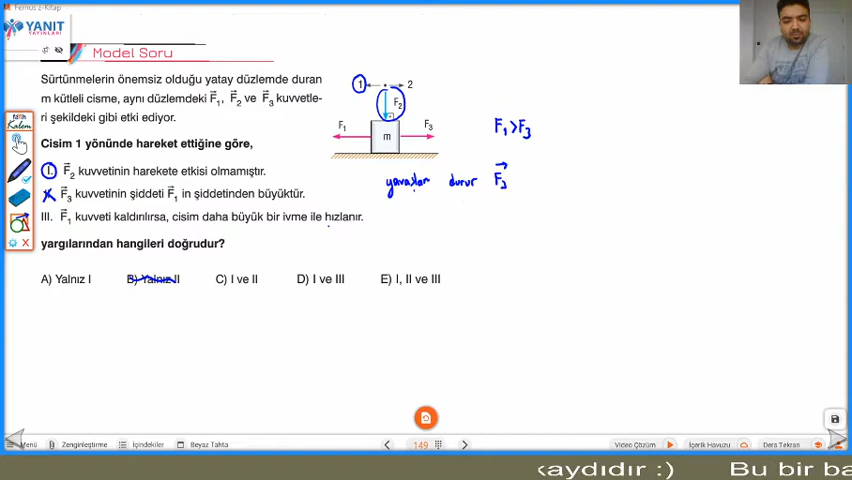 Fernus Z-Kitap
YANIT
YAYINLARI
Model Soru
Sürtünmelerin önemsiz olduğu yatay düzlemde duran
m kütleli cisme, aynı düzlemdeki F₁, F₂ ve F₃ kuvvetle-
ri şekildeki gibi etki ediyor.
Cisim 1 yönünde hareket ettiğine göre,
I. F₂ kuvvetinin harekete etkisi olmamıştır.
II. F₃ kuvvetinin şiddeti F₁ in şiddetinden büyüktür.
III. F₁ kuvveti kaldırılırsa, cisim daha büyük bir ivme ile hızlanır.
yargılarından hangileri doğrudur?
A) Yalnız I B) Yalnız II C) I ve II D) I ve III E) I, II ve III
1 2
F₂
F₁ F₃
m
F₁ > F₃
yavaşlar durur F₃
fatih
Kalem
Menü Zenginleştirme İçindekiler Beyaz Tahta 149 Video Çözüm İçerik Havuzu Ders Tekran
kaydıdır :) Bu bir ba